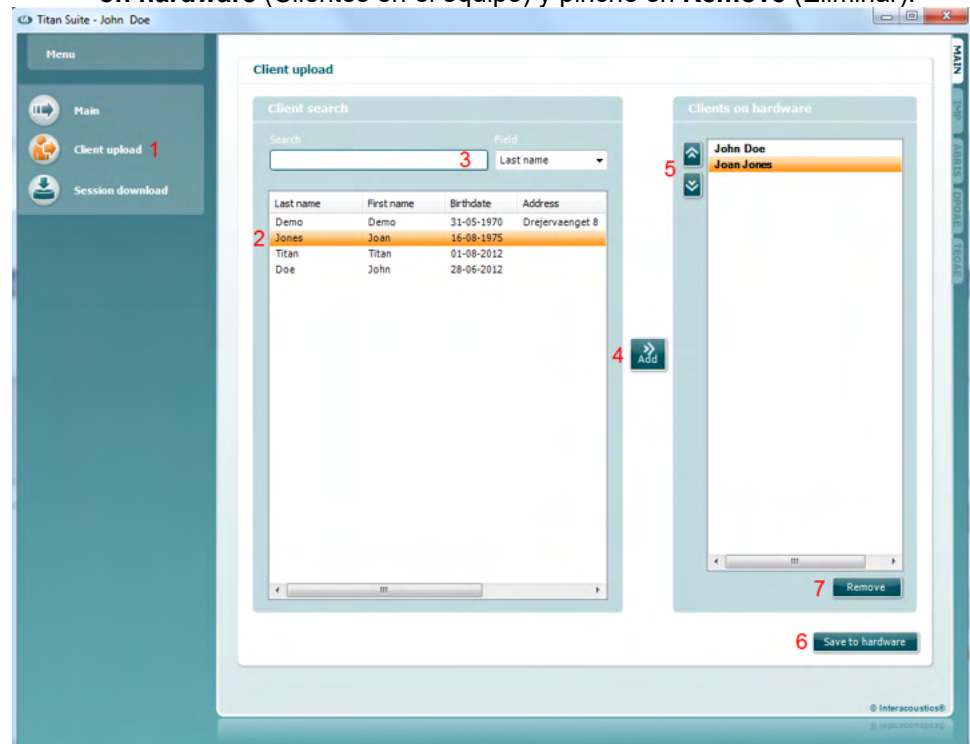 on hardware (Clientes en el equipo) y pinche en Remove (Eliminar).
Titan Suite - John Doe
Menu
Main
Client upload 1
Session download
Client upload
Client search
Search
Field
3
Last name
Last name First name Birthdate Address
Demo Demo 31-05-1970 Drejervaenget 8
2 Jones Joan 16-08-1975
Titan Titan 01-08-2012
Doe John 28-06-2012
4 Add
Clients on hardware
5
John Doe
Joan Jones
7 Remove
6 Save to hardware
MAIN
IMP
ABRIS
DPOAE
TEOAE
© Interacoustics®